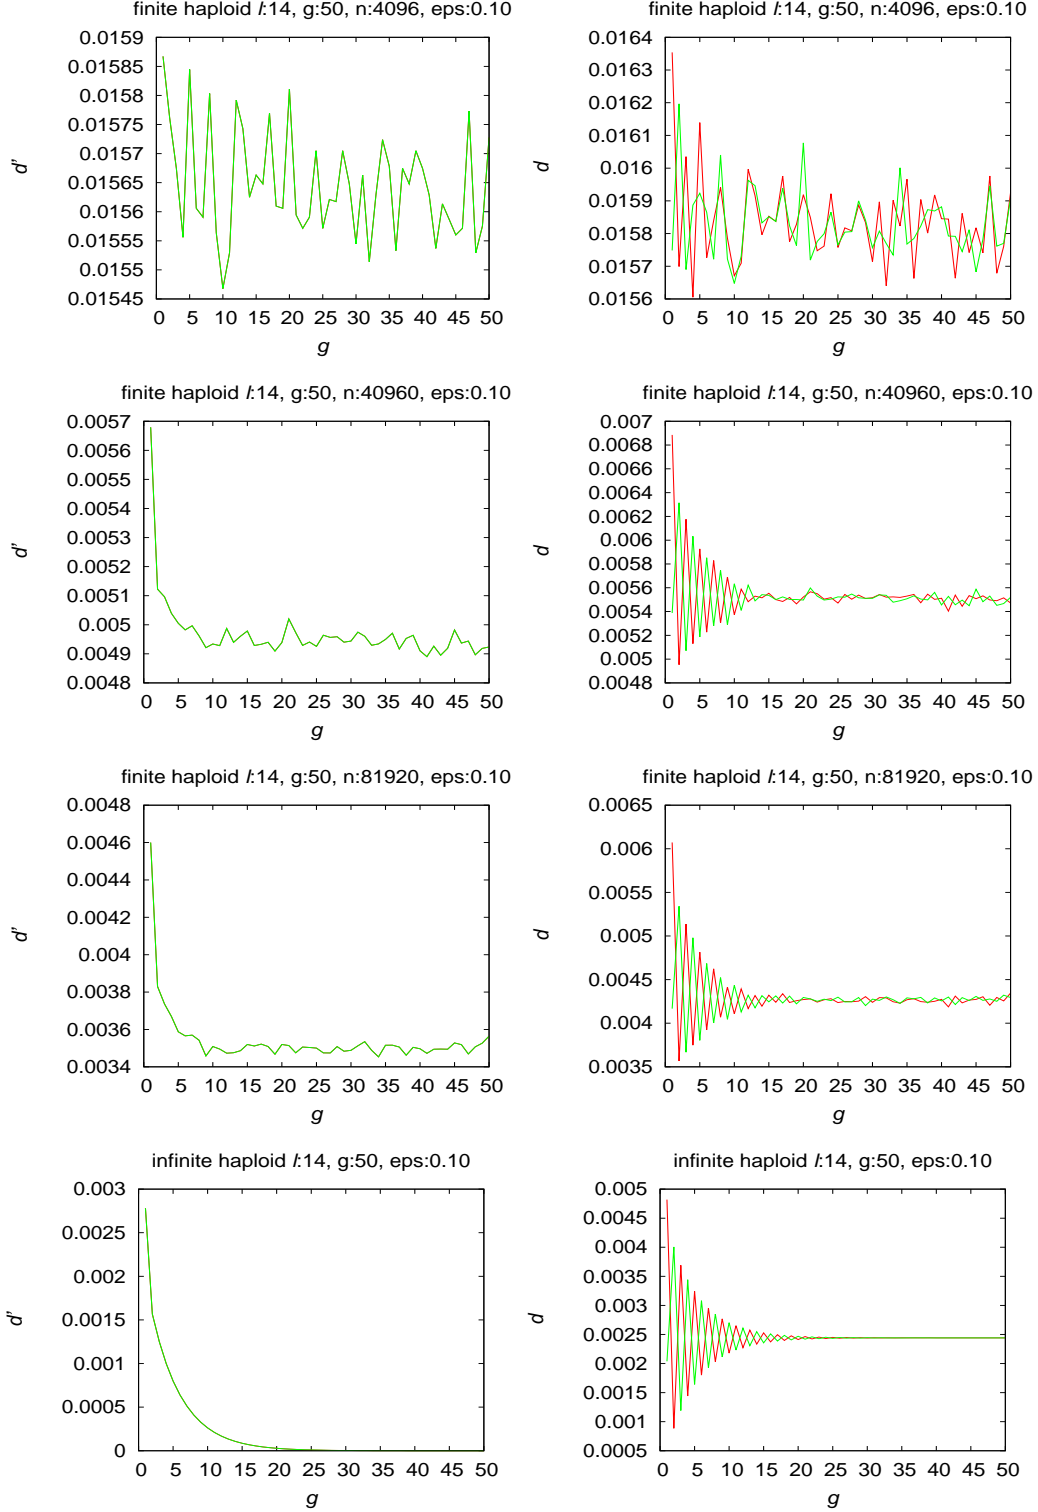 finite haploid l:14, g:50, n:4096, eps:0.10
0.0159
0.01585
0.0158
0.01575
0.0157
0.01565
0.0156
0.01555
0.0155
0.01545
d'
0 5 10 15 20 25 30 35 40 45 50
g
finite haploid l:14, g:50, n:4096, eps:0.10
0.0164
0.0163
0.0162
0.0161
0.016
0.0159
0.0158
0.0157
0.0156
d
0 5 10 15 20 25 30 35 40 45 50
g
finite haploid l:14, g:50, n:40960, eps:0.10
0.0057
0.0056
0.0055
0.0054
0.0053
0.0052
0.0051
0.005
0.0049
0.0048
d'
0 5 10 15 20 25 30 35 40 45 50
g
finite haploid l:14, g:50, n:40960, eps:0.10
0.007
0.0068
0.0066
0.0064
0.0062
0.006
0.0058
0.0056
0.0054
0.0052
0.005
0.0048
d
0 5 10 15 20 25 30 35 40 45 50
g
finite haploid l:14, g:50, n:81920, eps:0.10
0.0048
0.0046
0.0044
0.0042
0.004
0.0038
0.0036
0.0034
d'
0 5 10 15 20 25 30 35 40 45 50
g
finite haploid l:14, g:50, n:81920, eps:0.10
0.0065
0.006
0.0055
0.005
0.0045
0.004
0.0035
d
0 5 10 15 20 25 30 35 40 45 50
g
infinite haploid l:14, g:50, eps:0.10
0.003
0.0025
0.002
0.0015
0.001
0.0005
0
d'
0 5 10 15 20 25 30 35 40 45 50
g
infinite haploid l:14, g:50, eps:0.10
0.005
0.0045
0.004
0.0035
0.003
0.0025
0.002
0.0015
0.001
0.0005
d
0 5 10 15 20 25 30 35 40 45 50
g